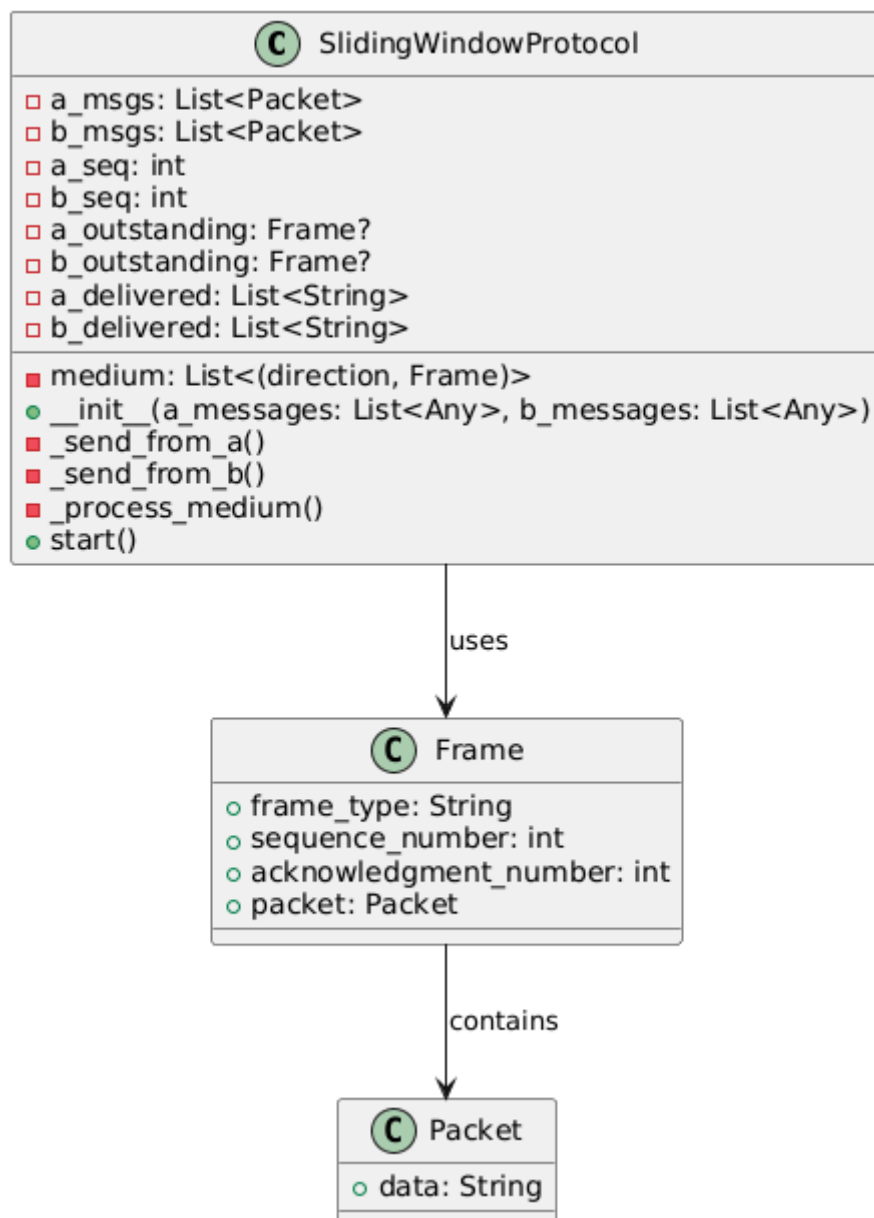 C SlidingWindowProtocol
a_msgs: List<Packet>
b_msgs: List<Packet>
a_seq: int
b_seq: int
a_outstanding: Frame?
b_outstanding: Frame?
a_delivered: List<String>
b_delivered: List<String>
medium: List<(direction, Frame)>
__init__(a_messages: List<Any>, b_messages: List<Any>)
_send_from_a()
_send_from_b()
_process_medium()
start()
uses
C Frame
frame_type: String
sequence_number: int
acknowledgment_number: int
packet: Packet
contains
C Packet
data: String